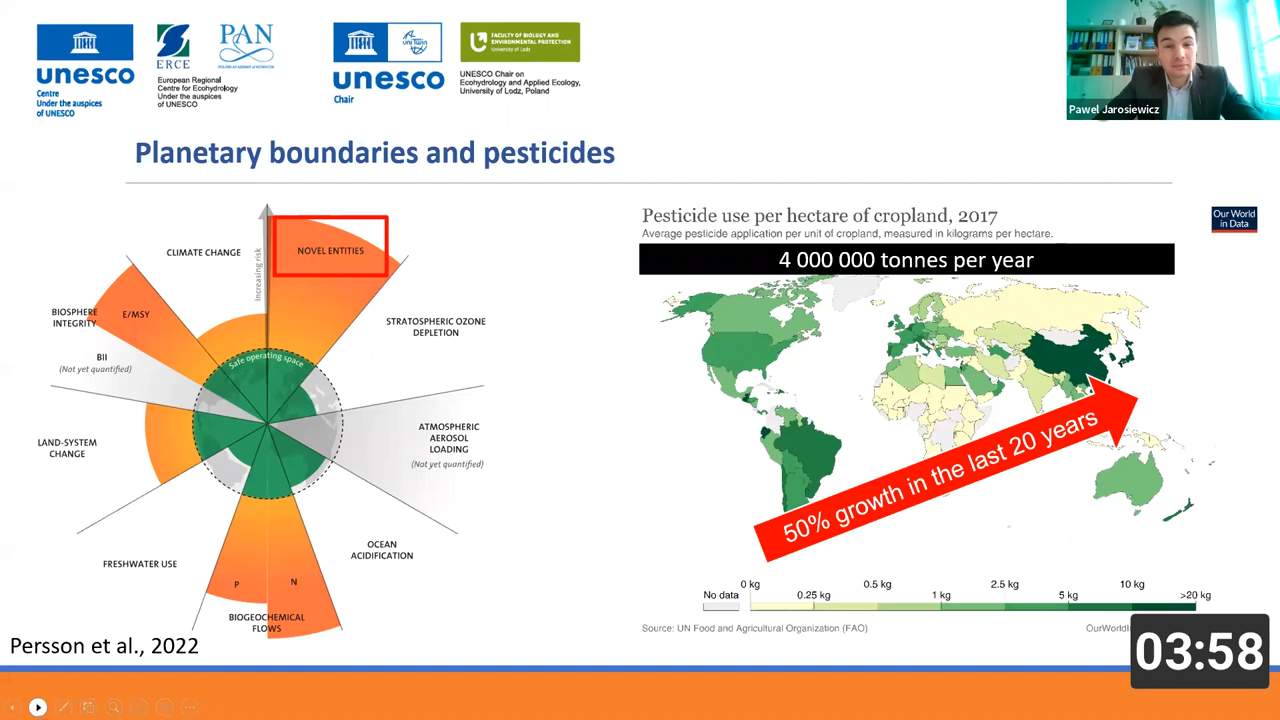 unesco
Centre
Under the auspices
of UNESCO
ERCE
European Regional
Centre for Ecohydrology
Under the auspices
of UNESCO
PAN
unesco
Chair
uni Twin
FACULTY OF BIOLOGY AND
ENVIRONMENTAL PROTECTION
University of Lodz
UNESCO Chair on
Ecohydrology and Applied Ecology,
University of Lodz, Poland
Pawel Jarosiewicz
Planetary boundaries and pesticides
Increasing risk
CLIMATE CHANGE
NOVEL ENTITIES
STRATOSPHERIC OZONE
DEPLETION
BIOSPHERE
INTEGRITY
E/MSY
BII
(Not yet quantified)
Safe operating space
LAND-SYSTEM
CHANGE
ATMOSPHERIC
AEROSOL
LOADING
(Not yet quantified)
FRESHWATER USE
OCEAN
ACIDIFICATION
P
N
BIOGEOCHEMICAL
FLOWS
Persson et al., 2022
Pesticide use per hectare of cropland, 2017
Average pesticide application per unit of cropland, measured in kilograms per hectare.
Our World
in Data
4 000 000 tonnes per year
50% growth in the last 20 years
No data
0 kg
0.25 kg
0.5 kg
1 kg
2.5 kg
5 kg
10 kg
>20 kg
Source: UN Food and Agricultural Organization (FAO)
03:58